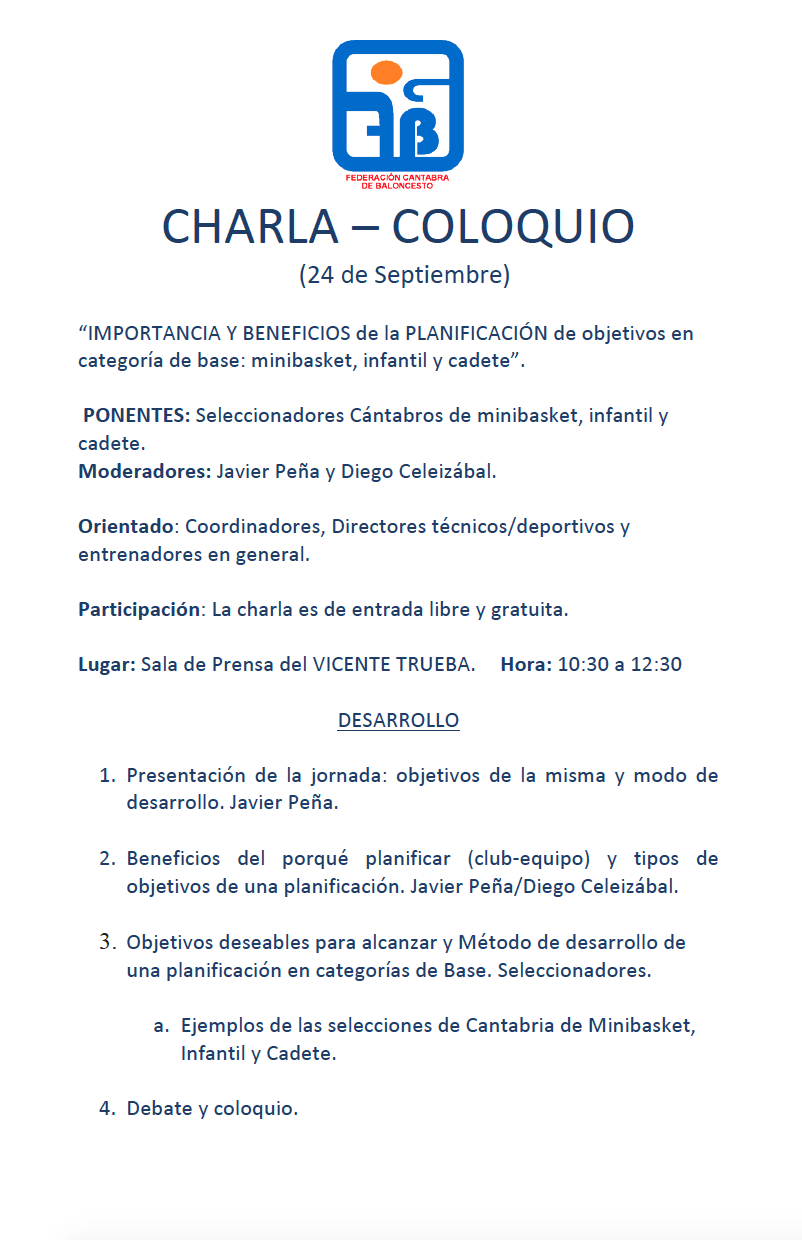 FEDERACIÓN CANTABRA
DE BALONCESTO
CHARLA – COLOQUIO
(24 de Septiembre)
“IMPORTANCIA Y BENEFICIOS de la PLANIFICACIÓN de objetivos en
categoría de base: minibasket, infantil y cadete”.
PONENTES: Seleccionadores Cántabros de minibasket, infantil y
cadete.
Moderadores: Javier Peña y Diego Celeizábal.
Orientado: Coordinadores, Directores técnicos/deportivos y
entrenadores en general.
Participación: La charla es de entrada libre y gratuita.
Lugar: Sala de Prensa del VICENTE TRUEBA. Hora: 10:30 a 12:30
DESARROLLO
1. Presentación de la jornada: objetivos de la misma y modo de
desarrollo. Javier Peña.
2. Beneficios del porqué planificar (club-equipo) y tipos de
objetivos de una planificación. Javier Peña/Diego Celeizábal.
3. Objetivos deseables para alcanzar y Método de desarrollo de
una planificación en categorías de Base. Seleccionadores.
a. Ejemplos de las selecciones de Cantabria de Minibasket,
Infantil y Cadete.
4. Debate y coloquio.